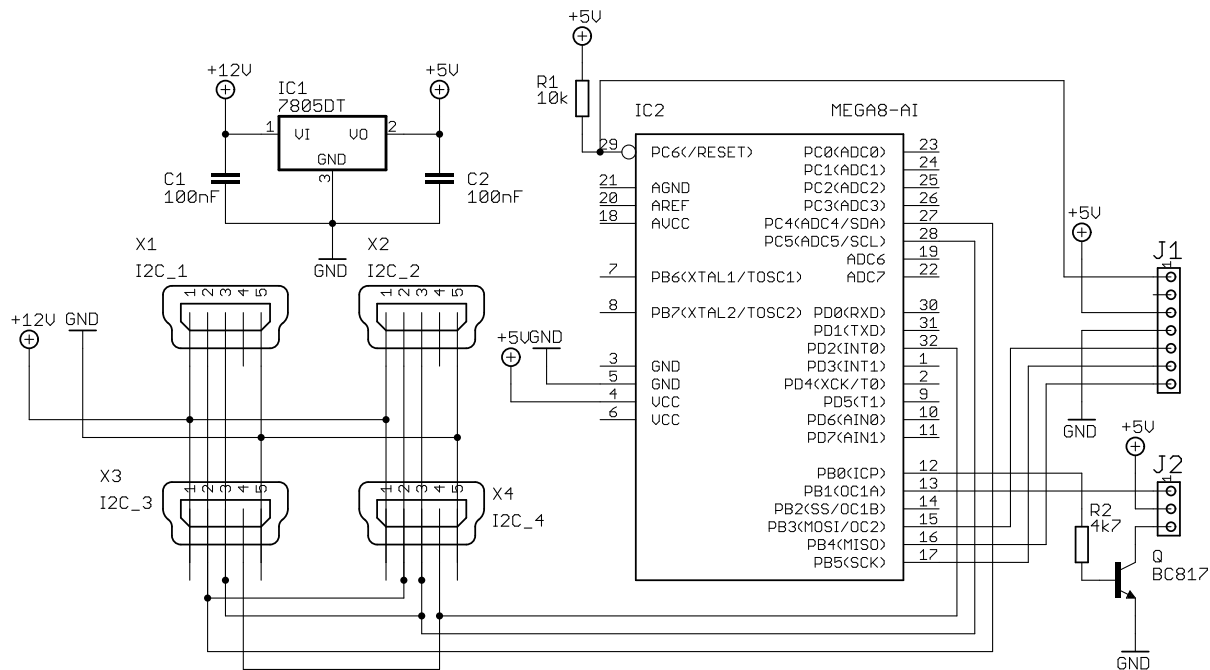 +5V
+12V
+5V
IC1
7805DT
1 VI VO 2
GND
3
C1
100nF
C2
100nF
GND
R1
10k
IC2
MEGA8-AI
29 PC6(/RESET)
21 AGND
20 AREF
18 AVCC
7 PB6(XTAL1/TOSC1)
8 PB7(XTAL2/TOSC2)
3 GND
5 GND
4 VCC
6 VCC
PC0(ADC0) 23
PC1(ADC1) 24
PC2(ADC2) 25
PC3(ADC3) 26
PC4(ADC4/SDA) 27
PC5(ADC5/SCL) 28
ADC6 19
ADC7 22
PD0(RXD) 30
PD1(TXD) 31
PD2(INT0) 32
PD3(INT1) 1
PD4(XCK/T0) 2
PD5(T1) 9
PD6(AIN0) 10
PD7(AIN1) 11
PB0(ICP) 12
PB1(OC1A) 13
PB2(SS/OC1B) 14
PB3(MOSI/OC2) 15
PB4(MISO) 16
PB5(SCK) 17
X1
I2C_1
1 2 3 4 5
X2
I2C_2
1 2 3 4 5
+12V GND
+5V GND
X3
I2C_3
1 2 3 4 5
X4
I2C_4
1 2 3 4 5
+5V
J1
1
GND
+5V
J2
1
R2
4k7
Q
BC817
GND